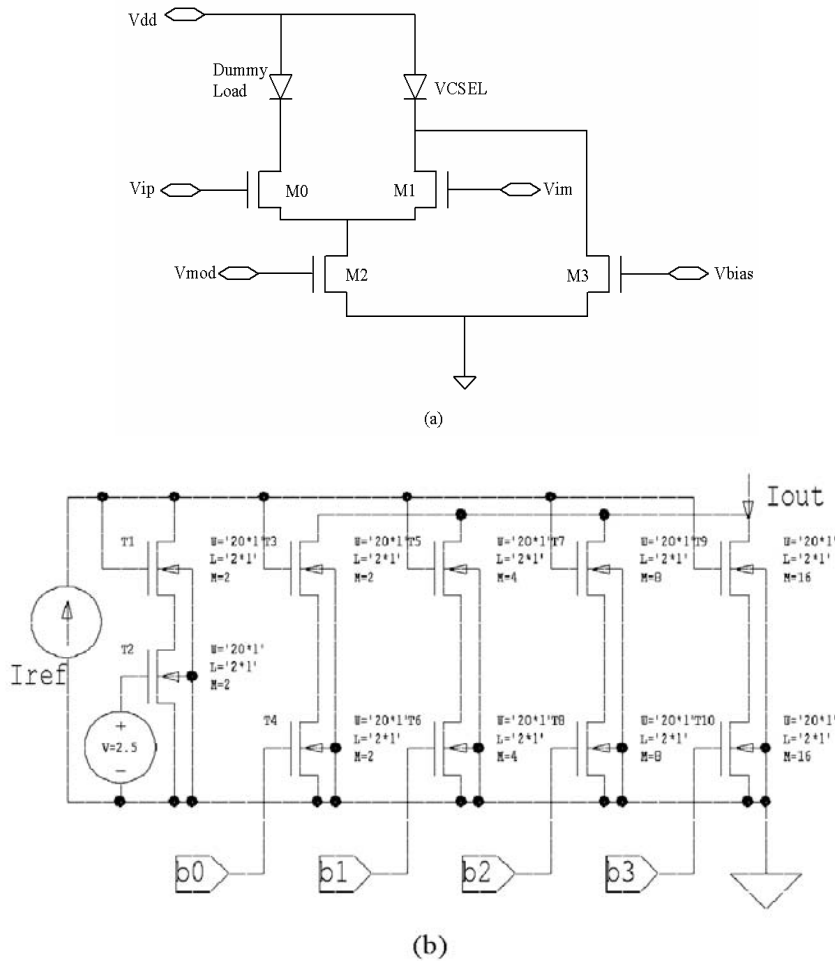 Vdd
Dummy
Load
VCSEL
Vip
M0
M1
Vim
Vmod
M2
M3
Vbias
(a)
Iout
T1
W='20*1'T3
L='2*1'
M=2
W='20*1'T5
L='2*1'
M=2
W='20*1'T7
L='2*1'
M=4
W='20*1'T9
L='2*1'
M=8
W='20*1'
L='2*1'
M=16
Iref
T2
W='20*1'
L='2*1'
M=2
V=2.5
T4
W='20*1'T6
L='2*1'
M=2
W='20*1'T8
L='2*1'
M=4
W='20*1'T10
L='2*1'
M=8
W='20*1'
L='2*1'
M=16
b0
b1
b2
b3
(b)